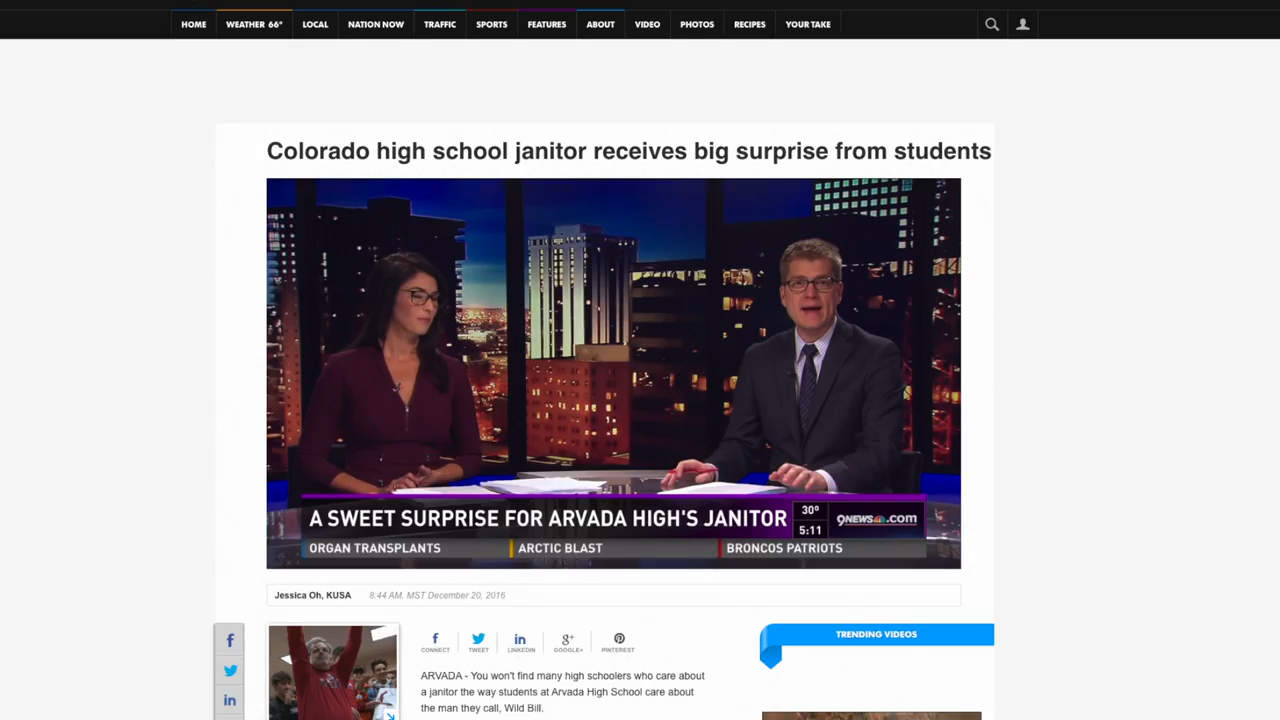 HOME WEATHER 66° LOCAL NATION NOW TRAFFIC SPORTS FEATURES ABOUT VIDEO PHOTOS RECIPES YOUR TAKE
Colorado high school janitor receives big surprise from students
A SWEET SURPRISE FOR ARVADA HIGH'S JANITOR
30°
5:11
9NEWS.com
ORGAN TRANSPLANTS ARCTIC BLAST BRONCOS PATRIOTS
Jessica Oh, KUSA 8:44 AM. MST December 20, 2016
CONNECT TWEET LINKEDIN GOOGLE+ PINTEREST
TRENDING VIDEOS
ARVADA - You won't find many high schoolers who care about
a janitor the way students at Arvada High School care about
the man they call, Wild Bill.